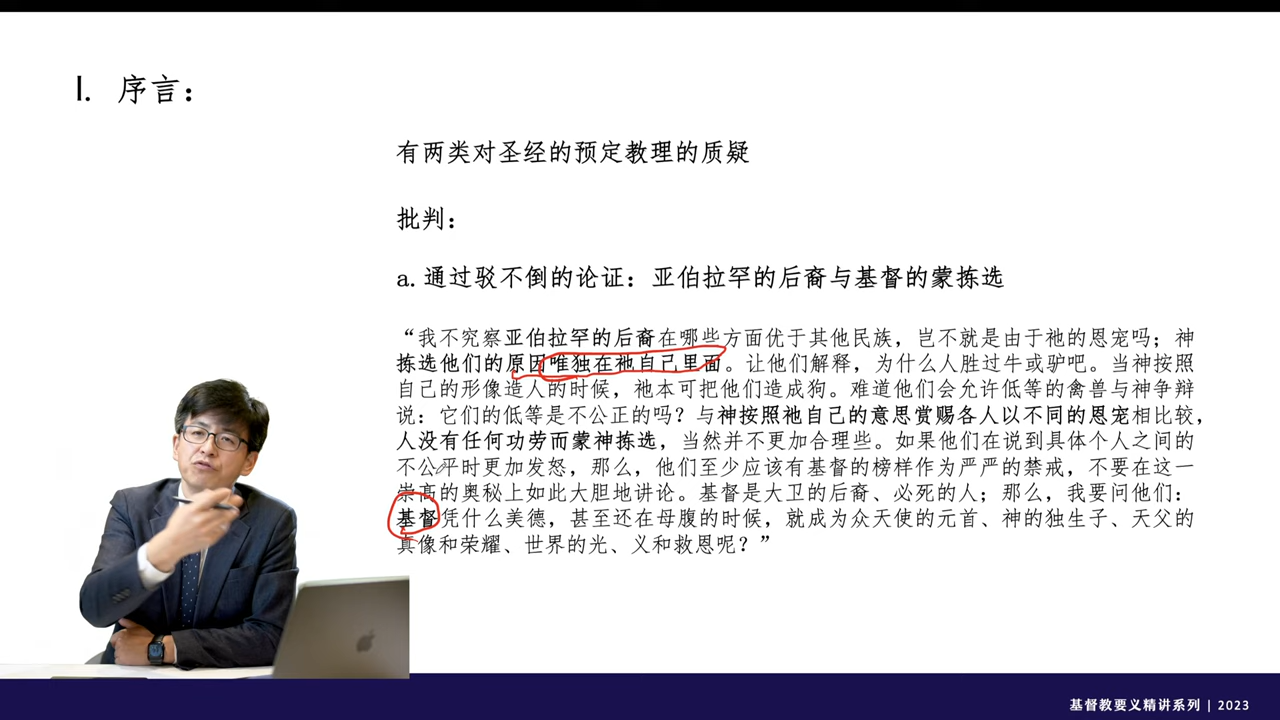 I. 序言：
有两类对圣经的预定教理的质疑
批判：
a.通过驳不倒的论证：亚伯拉罕的后裔与基督的蒙拣选
“我不究察亚伯拉罕的后裔在哪些方面优于其他民族，岂不就是由于祂的恩宠吗；神
拣选他们的原因唯独在祂自己里面。让他们解释，为什么人胜过牛或驴吧。当神按照
自己的形像造人的时候，祂本可把他们造成狗。难道他们会允许低等的禽兽与神争辩
说：它们的低等是不公正的吗？与神按照祂自己的意思赏赐各人以不同的恩宠相比较，
人没有任何功劳而蒙神拣选，当然并不更加合理些。如果他们在说到具体个人之间的
不公平时更加发怒，那么，他们至少应该有基督的榜样作为严严的禁戒，不要在这一
崇高的奥秘上如此大胆地讲论。基督是大卫的后裔、必死的人；那么，我要问他们：
基督凭什么美德，甚至还在母腹的时候，就成为众天使的元首、神的独生子、天父的
真像和荣耀、世界的光、义和救恩呢？”
基督教要义精讲系列 | 2023